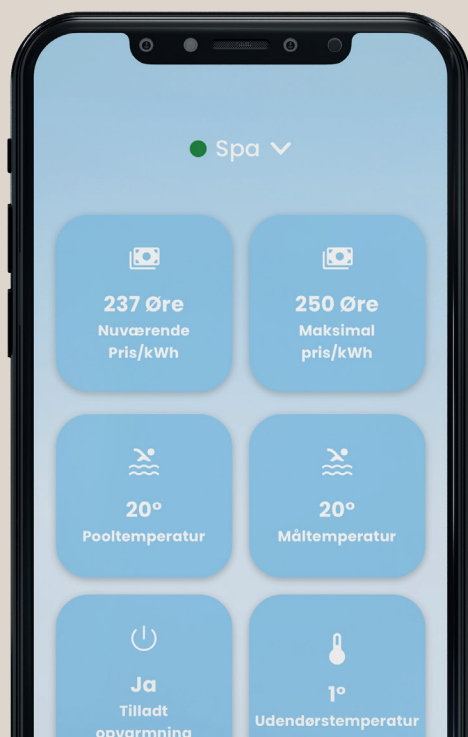 Spa
237 Øre
Nuværende
Pris/kWh
250 Øre
Maksimal
pris/kWh
20°
Pooltemperatur
20°
Måltemperatur
Ja
Tilladt
opvarmning
1°
Udendørstemperatur